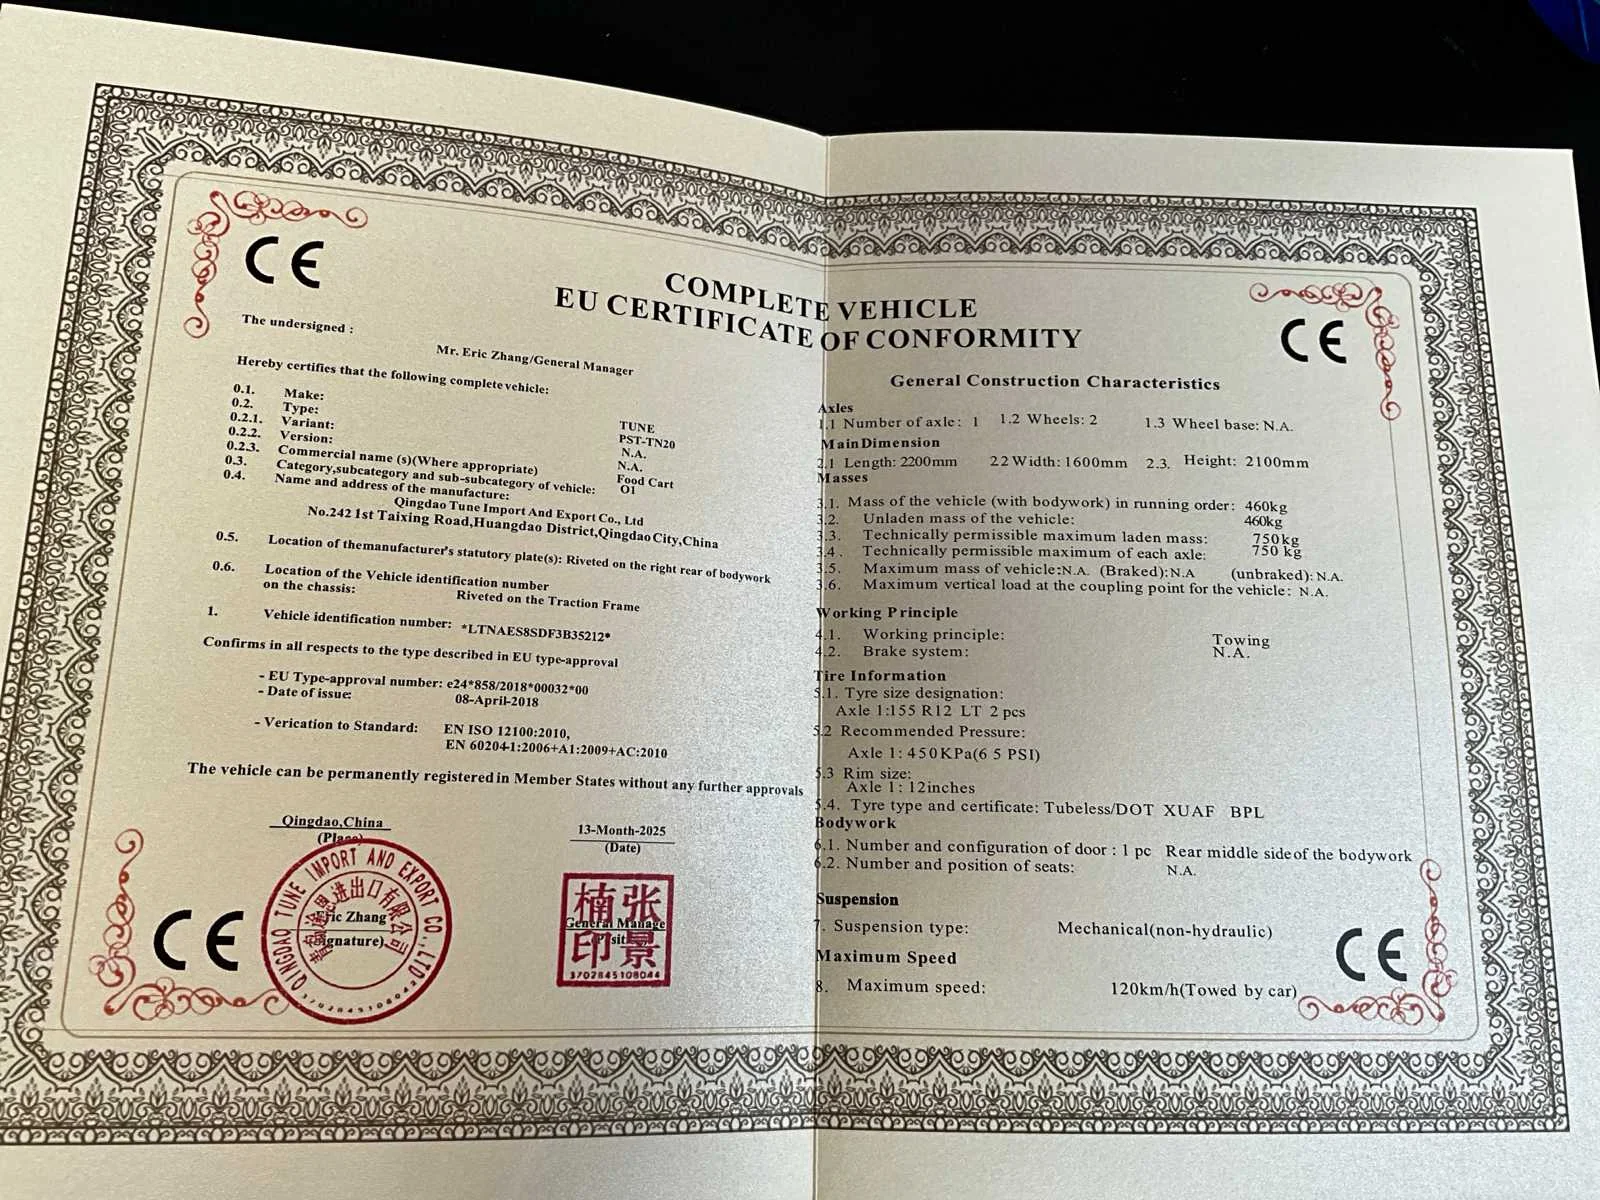 CE
CE
COMPLETE VEHICLE
EU CERTIFICATE OF CONFORMITY
The undersigned :
Mr. Eric Zhang/General Manager
Hereby certifies that the following complete vehicle:
0.1. Make: TUNE
0.2. Type: PST-TN20
0.2.1. Variant: N.A.
0.2.2. Version: N.A.
0.2.3. Commercial name (s)(Where appropriate) Food Cart
0.3. Category,subcategory and sub-subcategory of vehicle: O1
0.4. Name and address of the manufacture:
Qingdao Tune Import And Export Co., Ltd
No.242 1st Taixing Road,Huangdao District,Qingdao City,China
0.5. Location of themanufacturer's statutory plate(s): Riveted on the right rear of bodywork
0.6. Location of the Vehicle identification number
on the chassis: Riveted on the Traction Frame
1. Vehicle identification number: *LTNAES8SDF3B35212*
Confirms in all respects to the type described in EU type-approval
- EU Type-approval number: e24*858/2018*00032*00
- Date of issue: 08-April-2018
- Verication to Standard: EN ISO 12100:2010,
EN 60204-1:2006+A1:2009+AC:2010
The vehicle can be permanently registered in Member States without any further approvals
Qingdao,China
(Place)
13-Month-2025
(Date)
QINGDAO TUNE IMPORT AND EXPORT CO.,LTD
Eric Zhang
(Signature)
3702845108042
General Manage
张景楠印
3702845108044
CE
General Construction Characteristics
Axles
1.1 Number of axle: 1 1.2 Wheels: 2 1.3 Wheel base: N.A.
Main Dimension
2.1 Length: 2200mm 2.2 Width: 1600mm 2.3. Height: 2100mm
Masses
3.1. Mass of the vehicle (with bodywork) in running order: 460kg
3.2. Unladen mass of the vehicle: 460kg
3.3. Technically permissible maximum laden mass: 750kg
3.4. Technically permissible maximum of each axle: 750 kg
3.5. Maximum mass of vehicle:N.A. (Braked): N.A (unbraked): N.A.
3.6. Maximum vertical load at the coupling point for the vehicle: N.A.
Working Principle
4.1. Working principle: Towing
4.2. Brake system: N.A.
Tire Information
5.1. Tyre size designation:
Axle 1:155 R12 LT 2 pcs
5.2 Recommended Pressure:
Axle 1: 450KPa(6 5 PSI)
5.3 Rim size:
Axle 1: 12inches
5.4. Tyre type and certificate: Tubeless/DOT XUAF BPL
Bodywork
6.1. Number and configuration of door : 1 pc Rear middle side of the bodywork
6.2. Number and position of seats: N.A.
Suspension
7. Suspension type: Mechanical(non-hydraulic)
Maximum Speed
8. Maximum speed: 120km/h(Towed by car)
CE